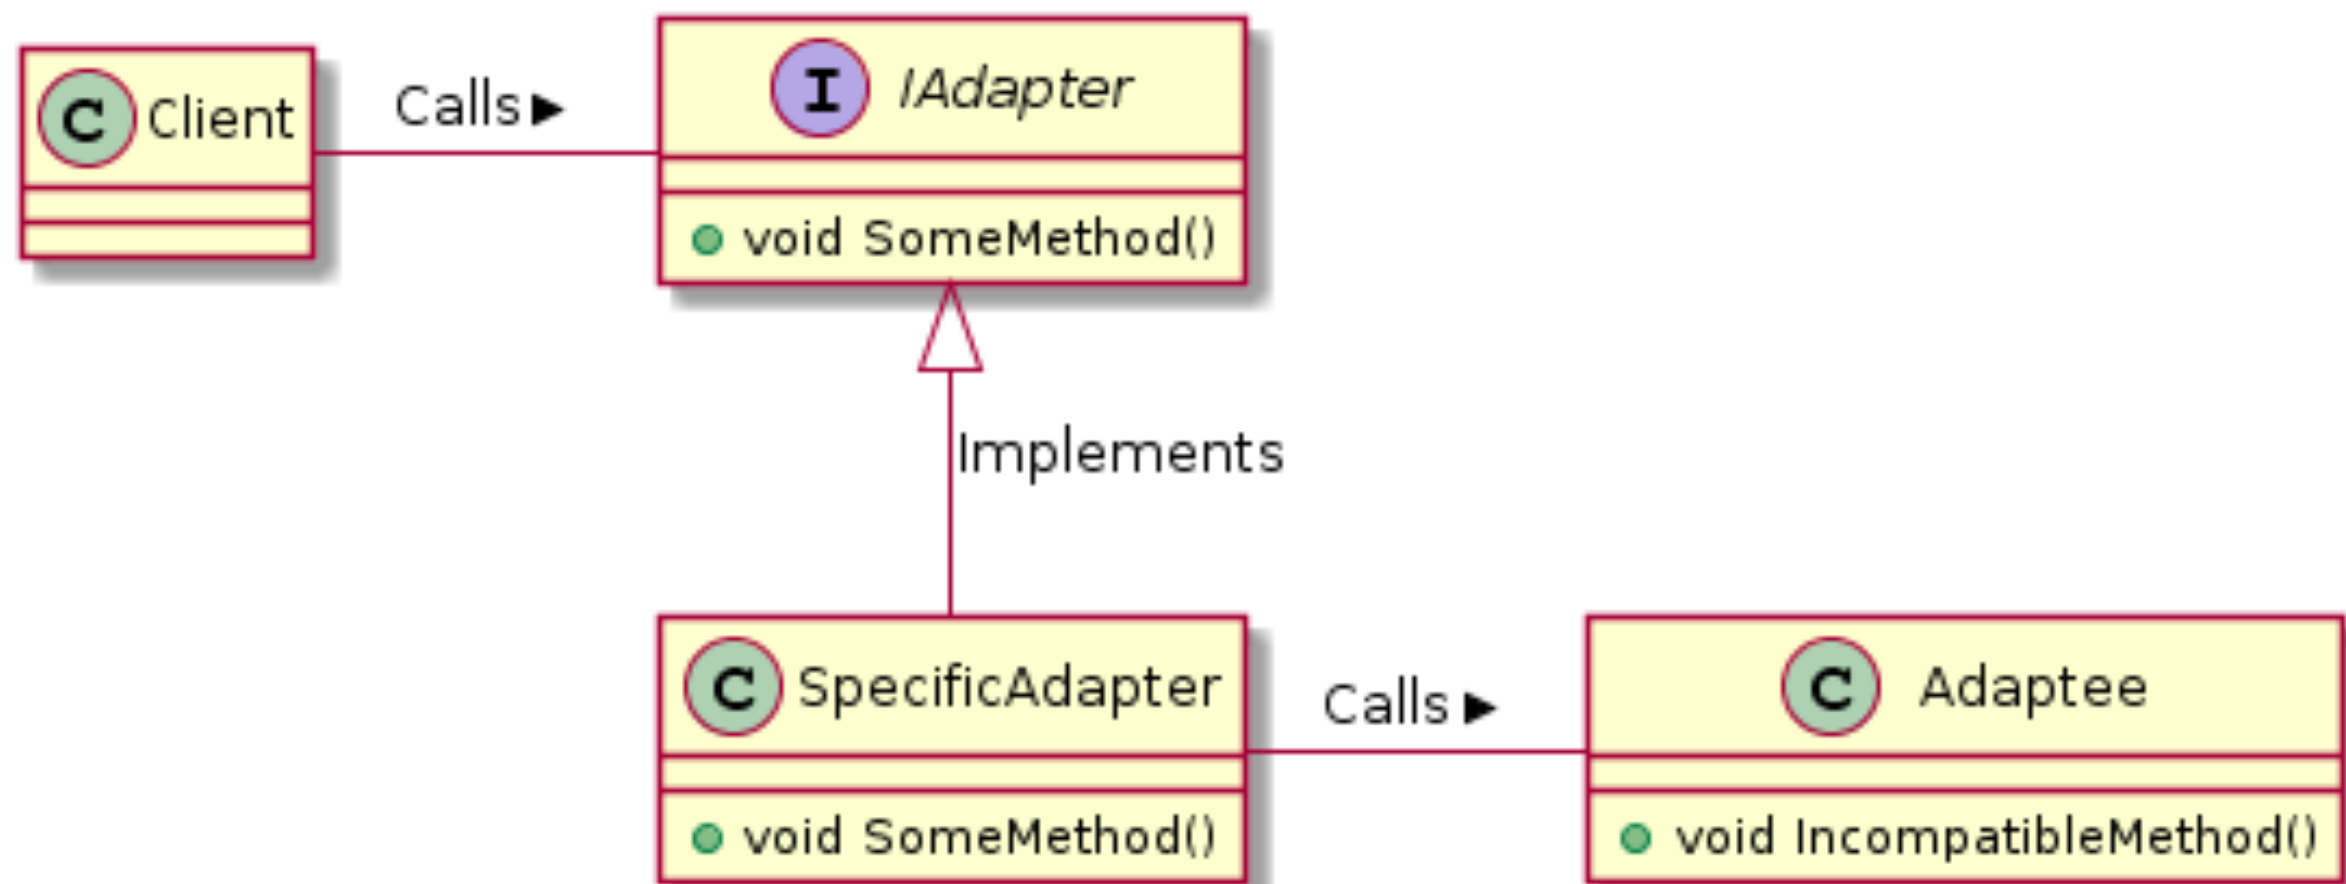 C Client
Calls ▶
I IAdapter
void SomeMethod()
Implements
C SpecificAdapter
void SomeMethod()
Calls ▶
C Adaptee
void IncompatibleMethod()